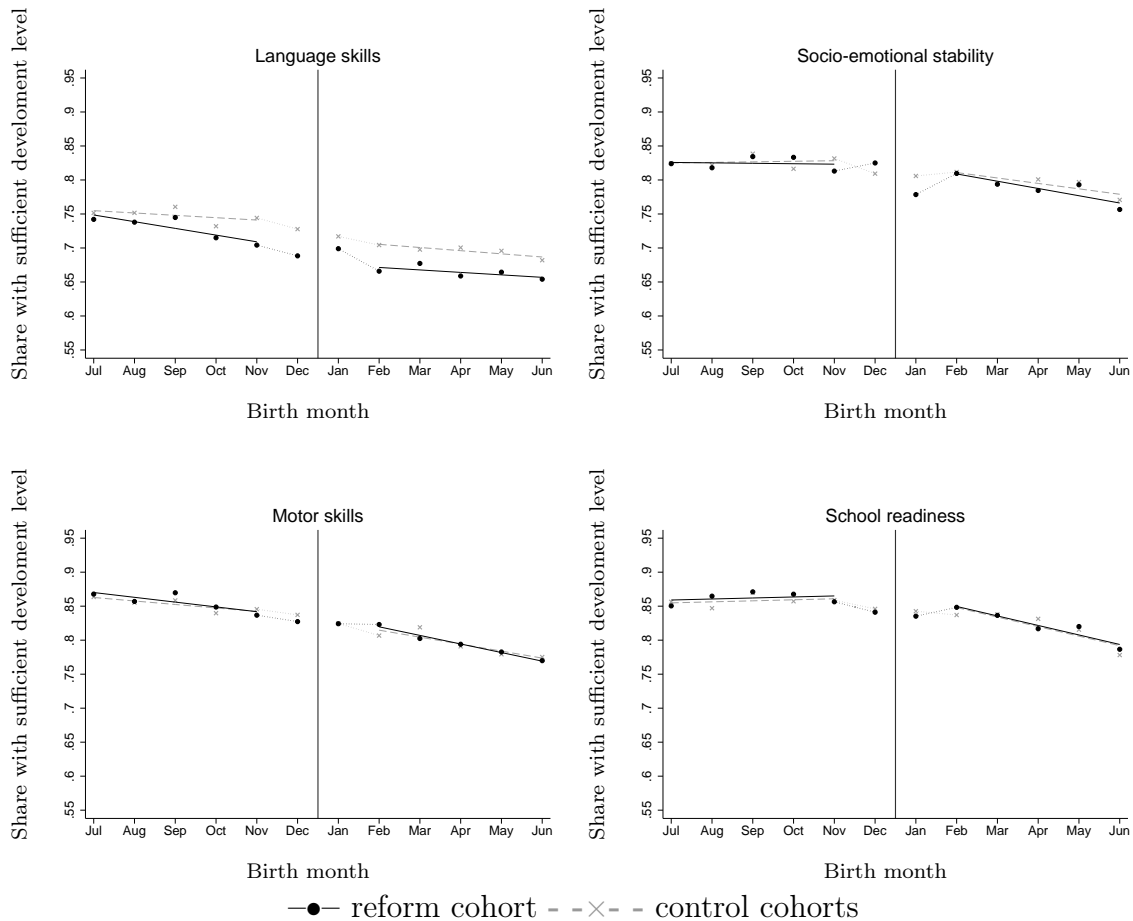 Language skills
Share with sufficient develoment level
.95
.9
.85
.8
.75
.7
.65
.6
.55
Jul Aug Sep Oct Nov Dec Jan Feb Mar Apr May Jun
Birth month
Socio-emotional stability
Share with sufficient develoment level
.95
.9
.85
.8
.75
.7
.65
.6
.55
Jul Aug Sep Oct Nov Dec Jan Feb Mar Apr May Jun
Birth month
Motor skills
Share with sufficient develoment level
.95
.9
.85
.8
.75
.7
.65
.6
.55
Jul Aug Sep Oct Nov Dec Jan Feb Mar Apr May Jun
Birth month
School readiness
Share with sufficient develoment level
.95
.9
.85
.8
.75
.7
.65
.6
.55
Jul Aug Sep Oct Nov Dec Jan Feb Mar Apr May Jun
Birth month
reform cohort control cohorts